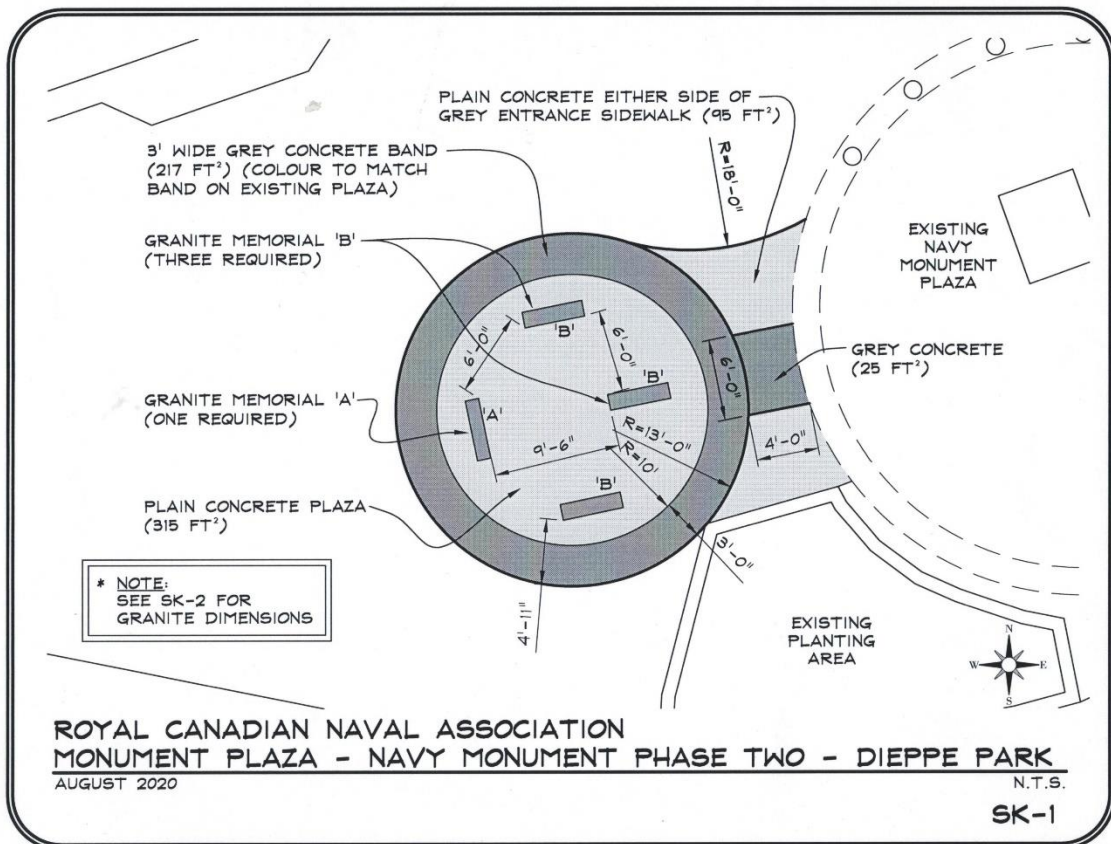 PLAIN CONCRETE EITHER SIDE OF
GREY ENTRANCE SIDEWALK (95 FT²)
R=18'-0"
3' WIDE GREY CONCRETE BAND
(217 FT²) (COLOUR TO MATCH
BAND ON EXISTING PLAZA)
GRANITE MEMORIAL 'B'
(THREE REQUIRED)
EXISTING
NAVY
MONUMENT
PLAZA
'B'
6'-0"
6'-0"
'B'
6'-0"
GREY CONCRETE
(25 FT²)
GRANITE MEMORIAL 'A'
(ONE REQUIRED)
'A'
9'-6"
R=13'-0"
R=10'
4'-0"
'B'
PLAIN CONCRETE PLAZA
(315 FT²)
3'-0"
4'-11"
* NOTE:
SEE SK-2 FOR
GRANITE DIMENSIONS
EXISTING
PLANTING
AREA
N
W
E
S
ROYAL CANADIAN NAVAL ASSOCIATION
MONUMENT PLAZA - NAVY MONUMENT PHASE TWO - DIEPPE PARK
AUGUST 2020
N.T.S.
SK-1